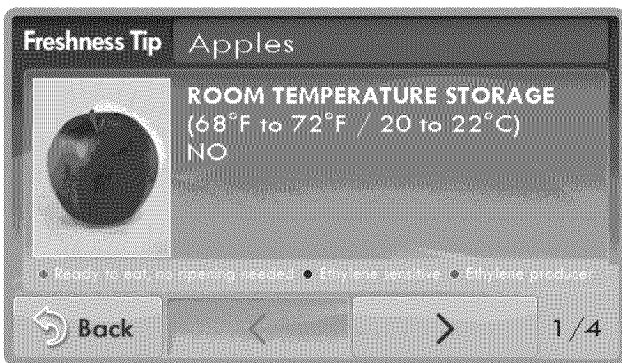 Freshness Tip Apples
ROOM TEMPERATURE STORAGE
(68°F to 72°F / 20 to 22°C)
NO
• Ready to eat, no ripening needed • Ethylene sensitive • Ethylene producer
Back < > 1/4